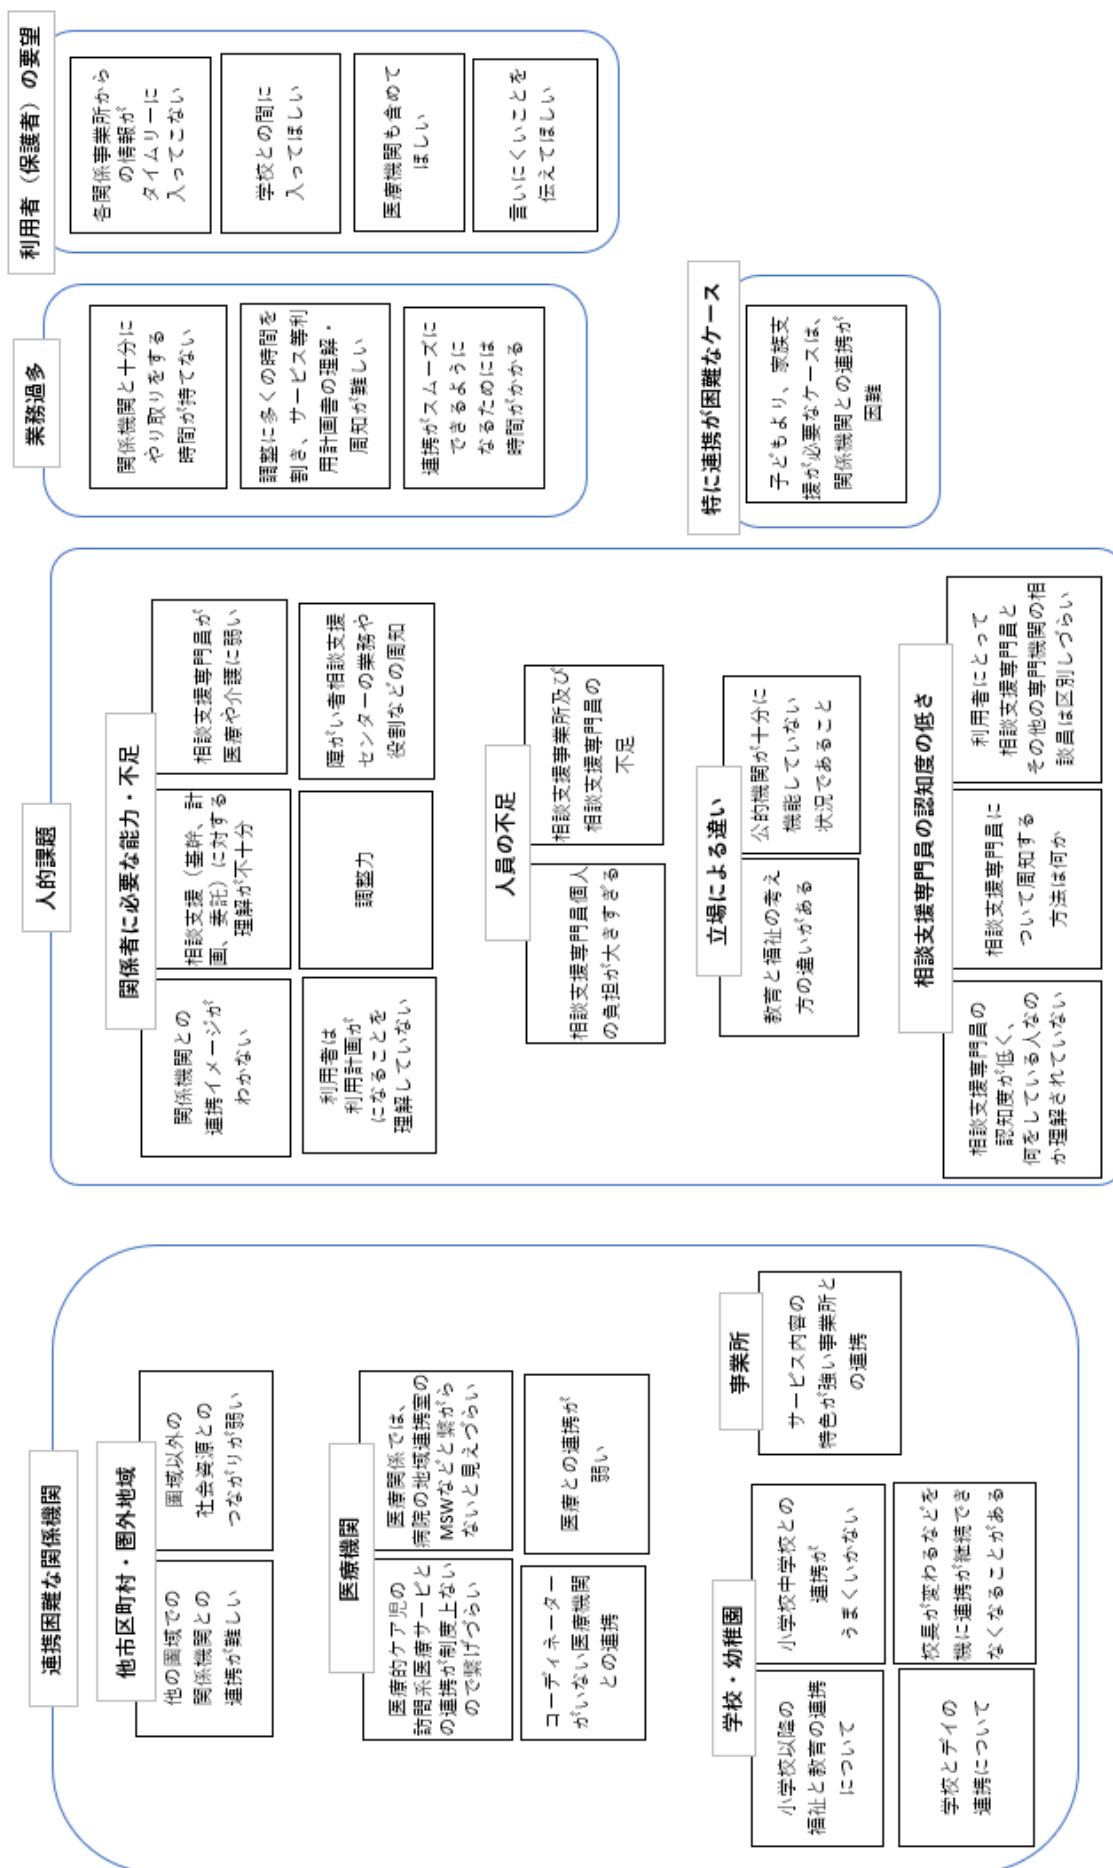 連携困難な関係機関
他市区町村・圏外地域
他の圏域での
関係機関との
連携が難しい
圏域以外の
社会資源との
つながりが弱い
医療機関
医療的ケア児の
訪問系医療サービスと
の連携が制度上ない
ので繋げづらい
医療関係では、
病院の地域連携室の
MSWなどと繋がら
ないと見えづらい
コーディネーター
がいない医療機関
との連携
医療との連携が
弱い
学校・幼稚園
小学校以降の
福祉と教育の連携
について
小学校中学校との
連携が
うまくいかない
学校とデイの
連携について
校長が変わるなどを
機に連携が継続でき
なくなることがある
事業所
サービス内容の
特色が強い事業所と
の連携
人的課題
関係者に必要な能力・不足
関係機関との
連携イメージが
わかない
相談支援（基幹、計
画、委託）に対する
理解が不十分
相談支援専門員が
医療や介護に弱い
利用者は
利用計画が
になることを
理解していない
調整力
障がい者相談支援
センターの業務や
役割などの周知
人員の不足
相談支援専門員個人
の負担が大きすぎる
相談支援事業所及び
相談支援専門員の
不足
立場による違い
教育と福祉の考え
方の違いがある
公的機関が十分に
機能していない
状況であること
相談支援専門員の認知度の低さ
相談支援専門員の
認知度が低く、
何をしている人なの
か理解されていない
相談支援専門員に
ついて周知する
方法は何か
利用者にとって
相談支援専門員と
その他の専門機関の相
談員は区別しづらい
業務過多
関係機関と十分に
やり取りをする
時間が持てない
調整に多くの時間を
割き、サービス等利
用計画書の理解・
周知が難しい
連携がスムーズに
できるように
なるためには
時間がかかる
特に連携が困難なケース
子どもより、家族支
援が必要なケースは、
関係機関との連携が
困難
利用者（保護者）の要望
各関係事業所から
の情報が
タイムリーに
入ってこない
学校との間に
入ってほしい
医療機関も含めて
ほしい
言いにくいことを
伝えてほしい